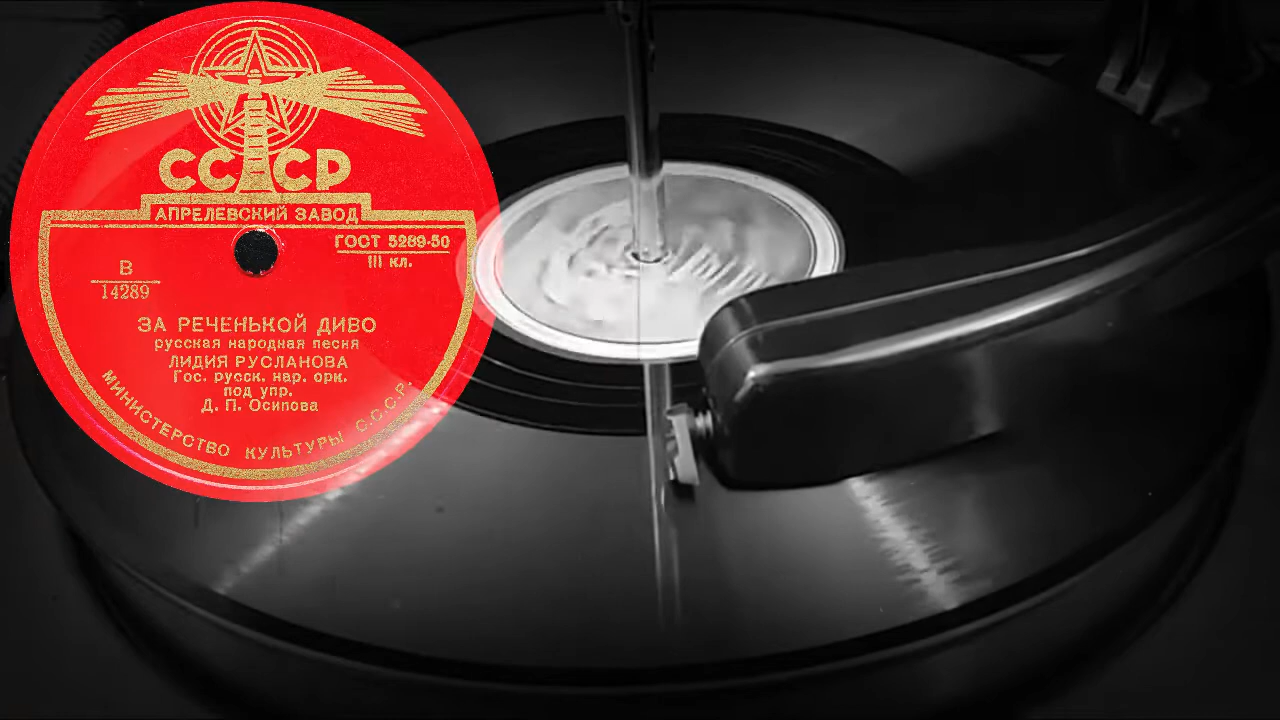 СССР
АПРЕЛЕВСКИЙ ЗАВОД
ГОСТ 5289-50
III кл.
В
14289
ЗА РЕЧЕНЬКОЙ ДИВО
русская народная песня
ЛИДИЯ РУСЛАНОВА
Гос. русск. нар. орк.
под упр.
Д. П. Осипова
МИНИСТЕРСТВО КУЛЬТУРЫ С.С.С.Р.